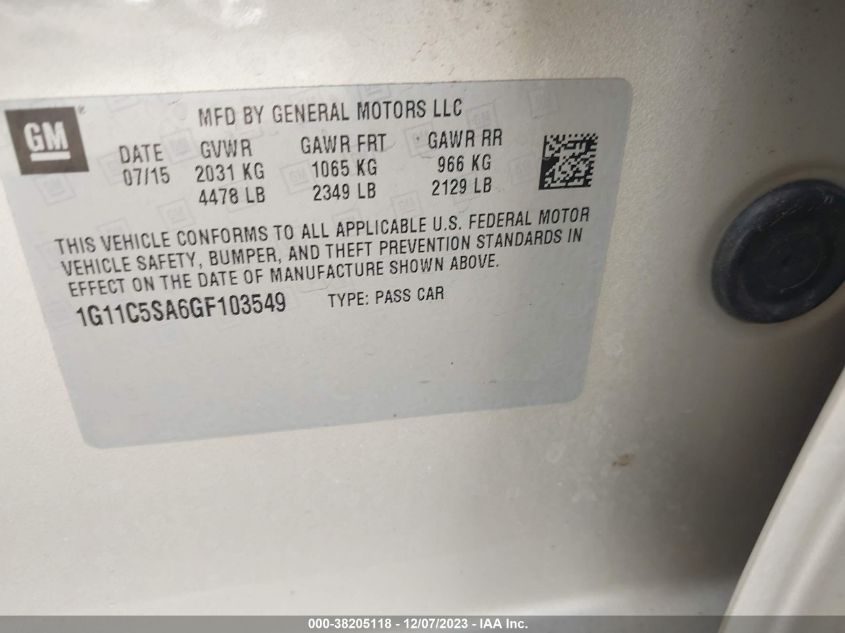 GM
MFD BY GENERAL MOTORS LLC
DATE GVWR GAWR FRT GAWR RR
07/15 2031 KG 1065 KG 966 KG
4478 LB 2349 LB 2129 LB
THIS VEHICLE CONFORMS TO ALL APPLICABLE U.S. FEDERAL MOTOR
VEHICLE SAFETY, BUMPER, AND THEFT PREVENTION STANDARDS IN
EFFECT ON THE DATE OF MANUFACTURE SHOWN ABOVE.
1G11C5SA6GF103549 TYPE: PASS CAR
000-38205118 - 12/07/2023 - IAA Inc.